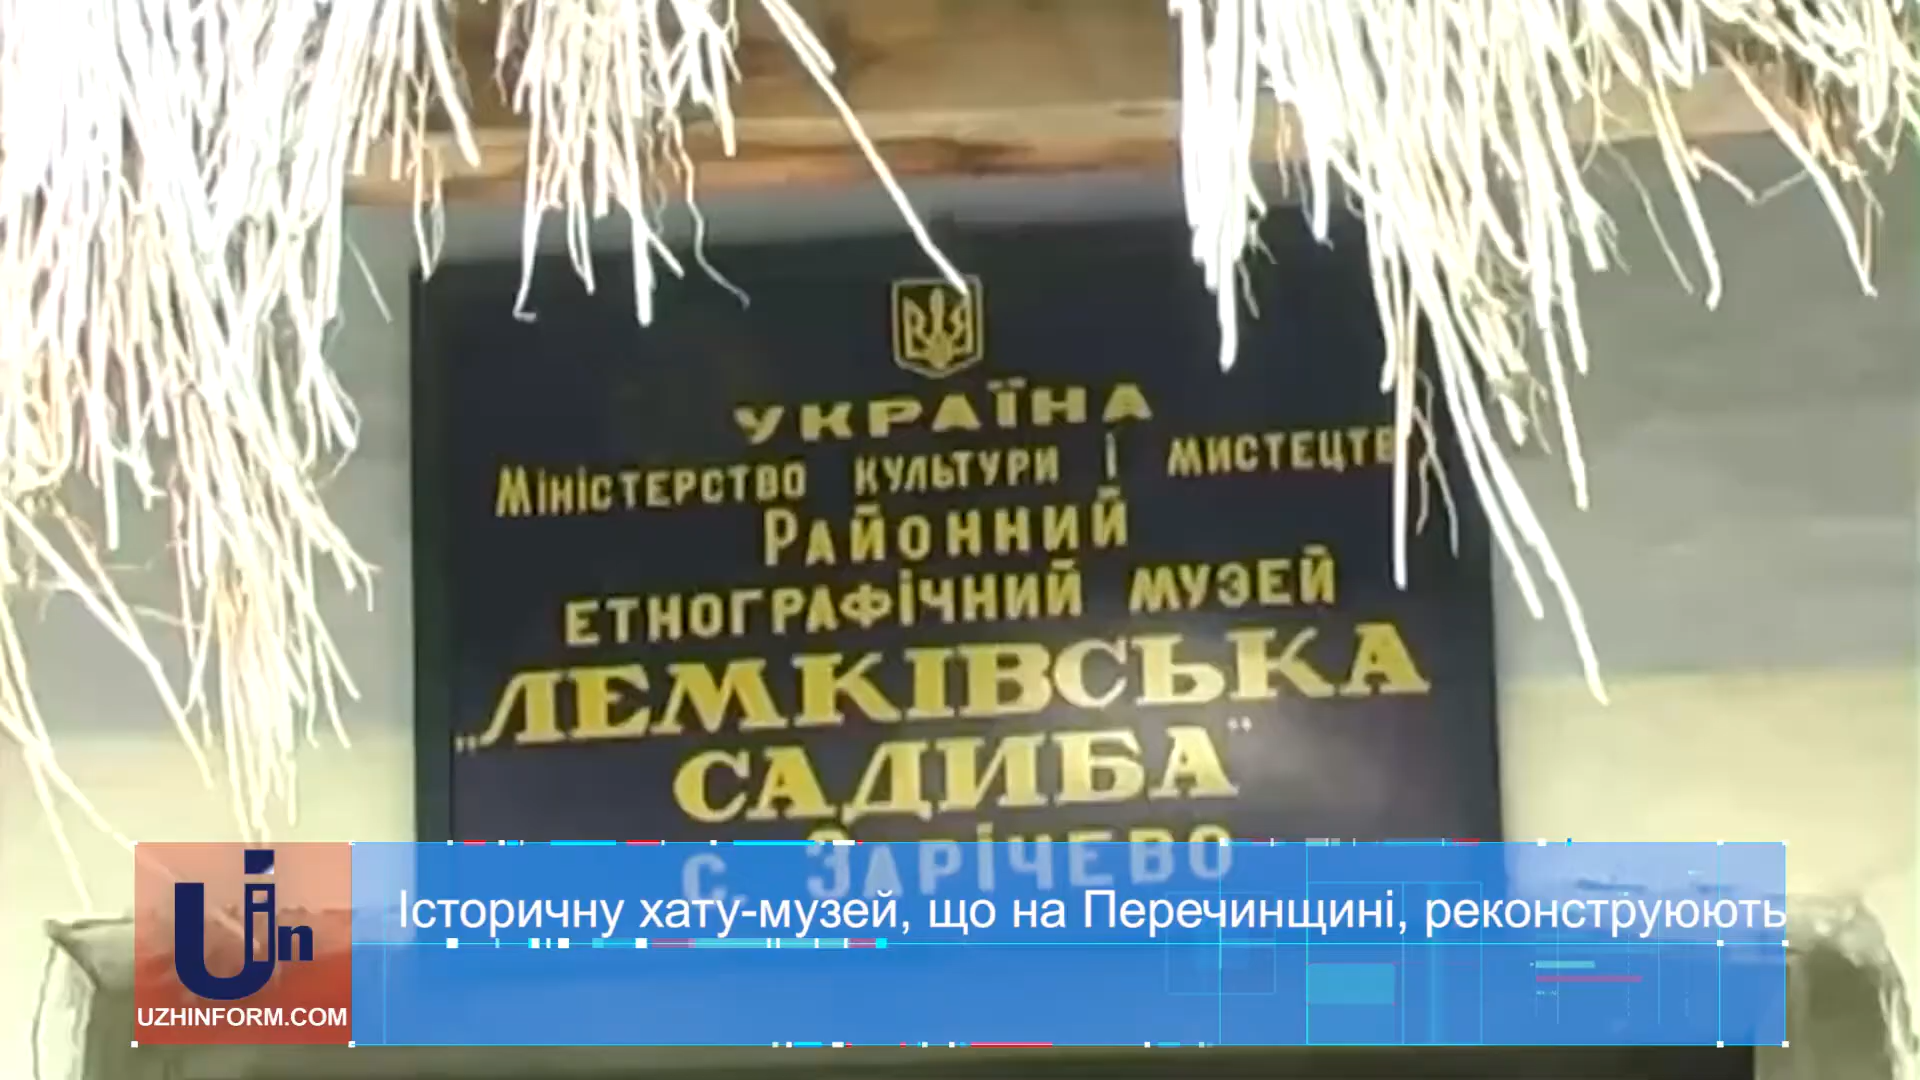 УКРАЇНА
Міністерство культури і мистецтв
Районний
етнографічний музей
„ЛЕМКІВСЬКА
САДИБА"
с. Зарічево
Історичну хату-музей, що на Перечинщині, реконструюють
Uin
UZHINFORM.COM